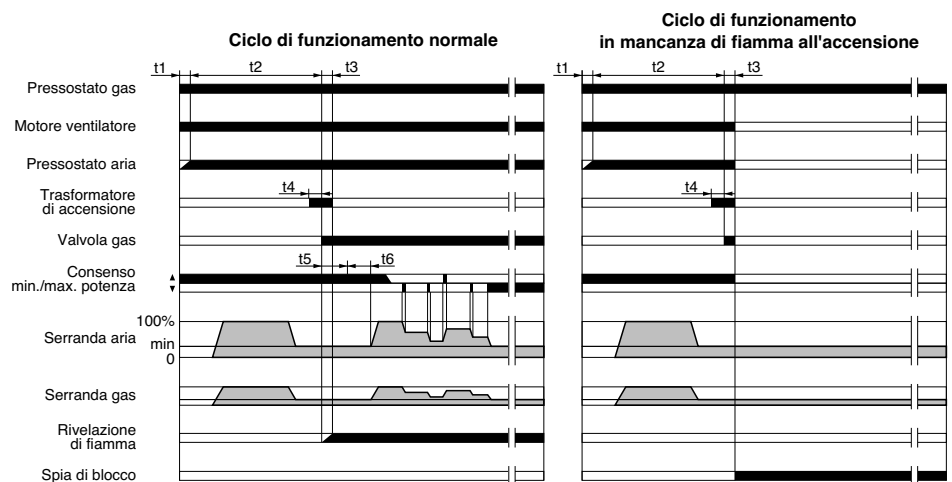 Ciclo di funzionamento normale
Ciclo di funzionamento
in mancanza di fiamma all'accensione
t1
t2
t3
t1
t2
t3
Pressostato gas
Motore ventilatore
Pressostato aria
Trasformatore
di accensione
t4
t4
Valvola gas
t5
t6
Consenso
min./max. potenza
100%
Serranda aria
min
0
Serranda gas
Rivelazione
di fiamma
Spia di blocco